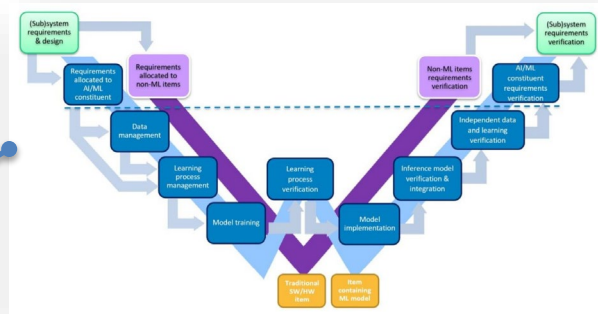 (Sub)system
requirements
& design
(Sub)system
requirements
verification
Requirements
allocated to
AI/ML
constituent
Requirements
allocated to
non-ML items
Non-ML items
requirements
verification
AI/ML
constituent
requirements
verification
Data
management
Independent data
and learning
verification
Learning
process
management
Learning
process
verification
Inference model
verification &
integration
Model training
Model
implementation
Traditional
SW/HW
item
Item
containing
ML model